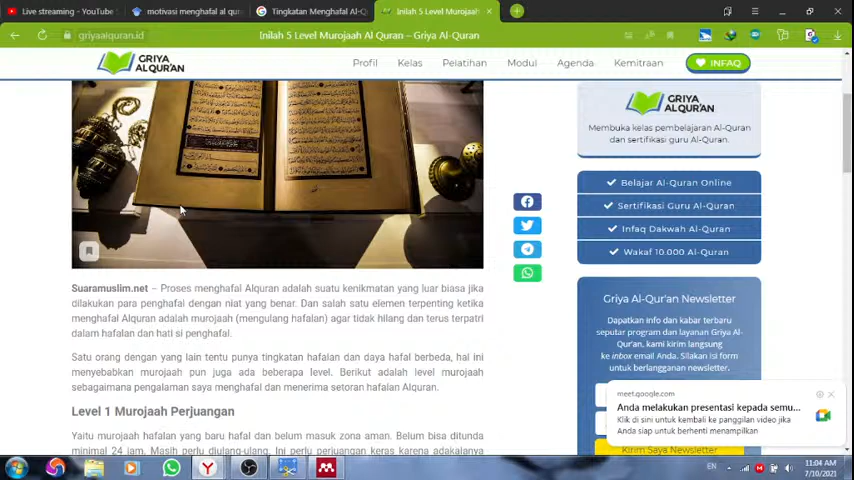 Live streaming - YouTube
motivasi menghafal al qur
Tingkatan Menghafal Al-Q
Inilah 5 Level Murojaah
griyaalquran.id
Inilah 5 Level Murojaah Al Quran – Griya Al-Quran
GRIYA
AL QUR'AN
Profil
Kelas
Pelatihan
Modul
Agenda
Kemitraan
INFAQ
Suaramuslim.net – Proses menghafal Alquran adalah suatu kenikmatan yang luar biasa jika
dilakukan para penghafal dengan niat yang benar. Dan salah satu elemen terpenting ketika
menghafal Alquran adalah murojaah (mengulang hafalan) agar tidak hilang dan terus terpatri
dalam hafalan dan hati si penghafal.
Satu orang dengan yang lain tentu punya tingkatan hafalan dan daya hafal berbeda, hal ini
menyebabkan murojaah pun juga ada beberapa level. Berikut adalah level murojaah
sebagaimana pengalaman saya menghafal dan menerima setoran hafalan Alquran.
Level 1 Murojaah Perjuangan
Yaitu murojaah hafalan yang baru hafal dan belum masuk zona aman. Belum bisa ditunda
minimal 24 jam. Masih perlu diulang-ulang. Ini perlu perjuangan keras karena adakalanya
GRIYA
AL QUR'AN
Membuka kelas pembelajaran Al-Quran
dan sertifikasi guru Al-Quran.
Belajar Al-Quran Online
Sertifikasi Guru Al-Quran
Infaq Dakwah Al-Quran
Wakaf 10.000 Al-Quran
Griya Al-Qur'an Newsletter
Dapatkan info dan kabar terbaru
seputar program dan layanan Griya Al-
Qur'an, kami kirim langsung
ke inbox email Anda. Silakan isi form
untuk berlangganan newsletter.
Kirim Saya Newsletter
meet.google.com
Anda melakukan presentasi kepada semu...
Klik di sini untuk kembali ke panggilan video jika
Anda siap untuk berhenti menampilkan
EN
11:04 AM
7/10/2021